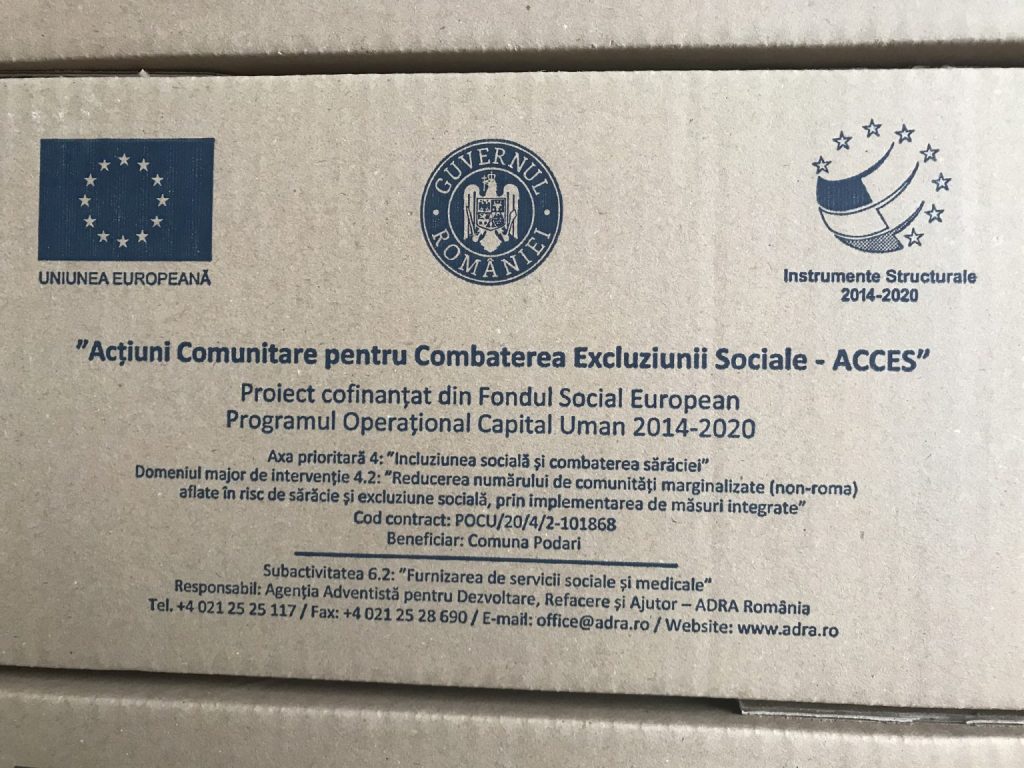 UNIUNEA EUROPEANĂ
GUVERNUL ROMÂNIEI
Instrumente Structurale
2014-2020
”Acțiuni Comunitare pentru Combaterea Excluziunii Sociale - ACCES”
Proiect cofinanțat din Fondul Social European
Programul Operațional Capital Uman 2014-2020
Axa prioritară 4: ”Incluziunea socială și combaterea sărăciei”
Domeniul major de intervenție 4.2: ”Reducerea numărului de comunități marginalizate (non-roma)
aflate în risc de sărăcie și excluziune socială, prin implementarea de măsuri integrate”
Cod contract: POCU/20/4/2-101868
Beneficiar: Comuna Podari
Subactivitatea 6.2: ”Furnizarea de servicii sociale și medicale”
Responsabil: Agenția Adventistă pentru Dezvoltare, Refacere și Ajutor – ADRA România
Tel. +4 021 25 25 117 / Fax: +4 021 25 28 690 / E-mail: office@adra.ro / Website: www.adra.ro